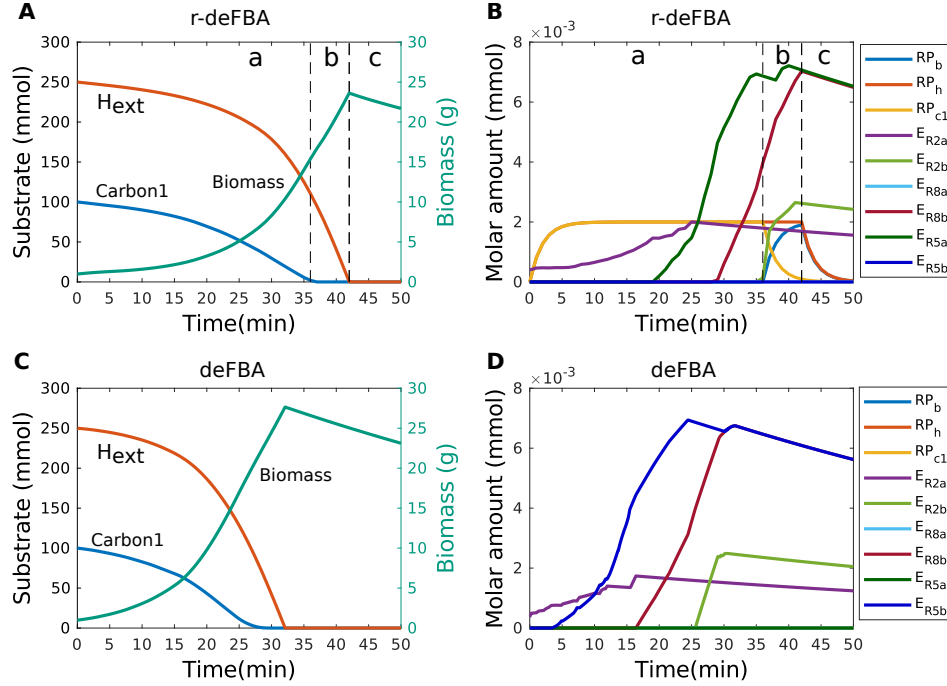 A
r-deFBA
300
250
200
150
100
50
0
Substrate (mmol)
30
25
20
15
10
5
0
Biomass (g)
a
b
c
Hext
Carbon1
Biomass
0 5 10 15 20 25 30 35 40 45 50
Time(min)
B
×10⁻³
r-deFBA
8
6
4
2
0
Molar amount (mmol)
a
b
c
0 5 10 15 20 25 30 35 40 45 50
Time(min)
RPb
RPh
RPc1
ER2a
ER2b
ER8a
ER8b
ER5a
ER5b
C
deFBA
300
250
200
150
100
50
0
Substrate (mmol)
30
25
20
15
10
5
0
Biomass (g)
Hext
Carbon1
Biomass
0 5 10 15 20 25 30 35 40 45 50
Time(min)
D
×10⁻³
deFBA
8
6
4
2
0
Molar amount (mmol)
0 5 10 15 20 25 30 35 40 45 50
Time(min)
RPb
RPh
RPc1
ER2a
ER2b
ER8a
ER8b
ER5a
ER5b